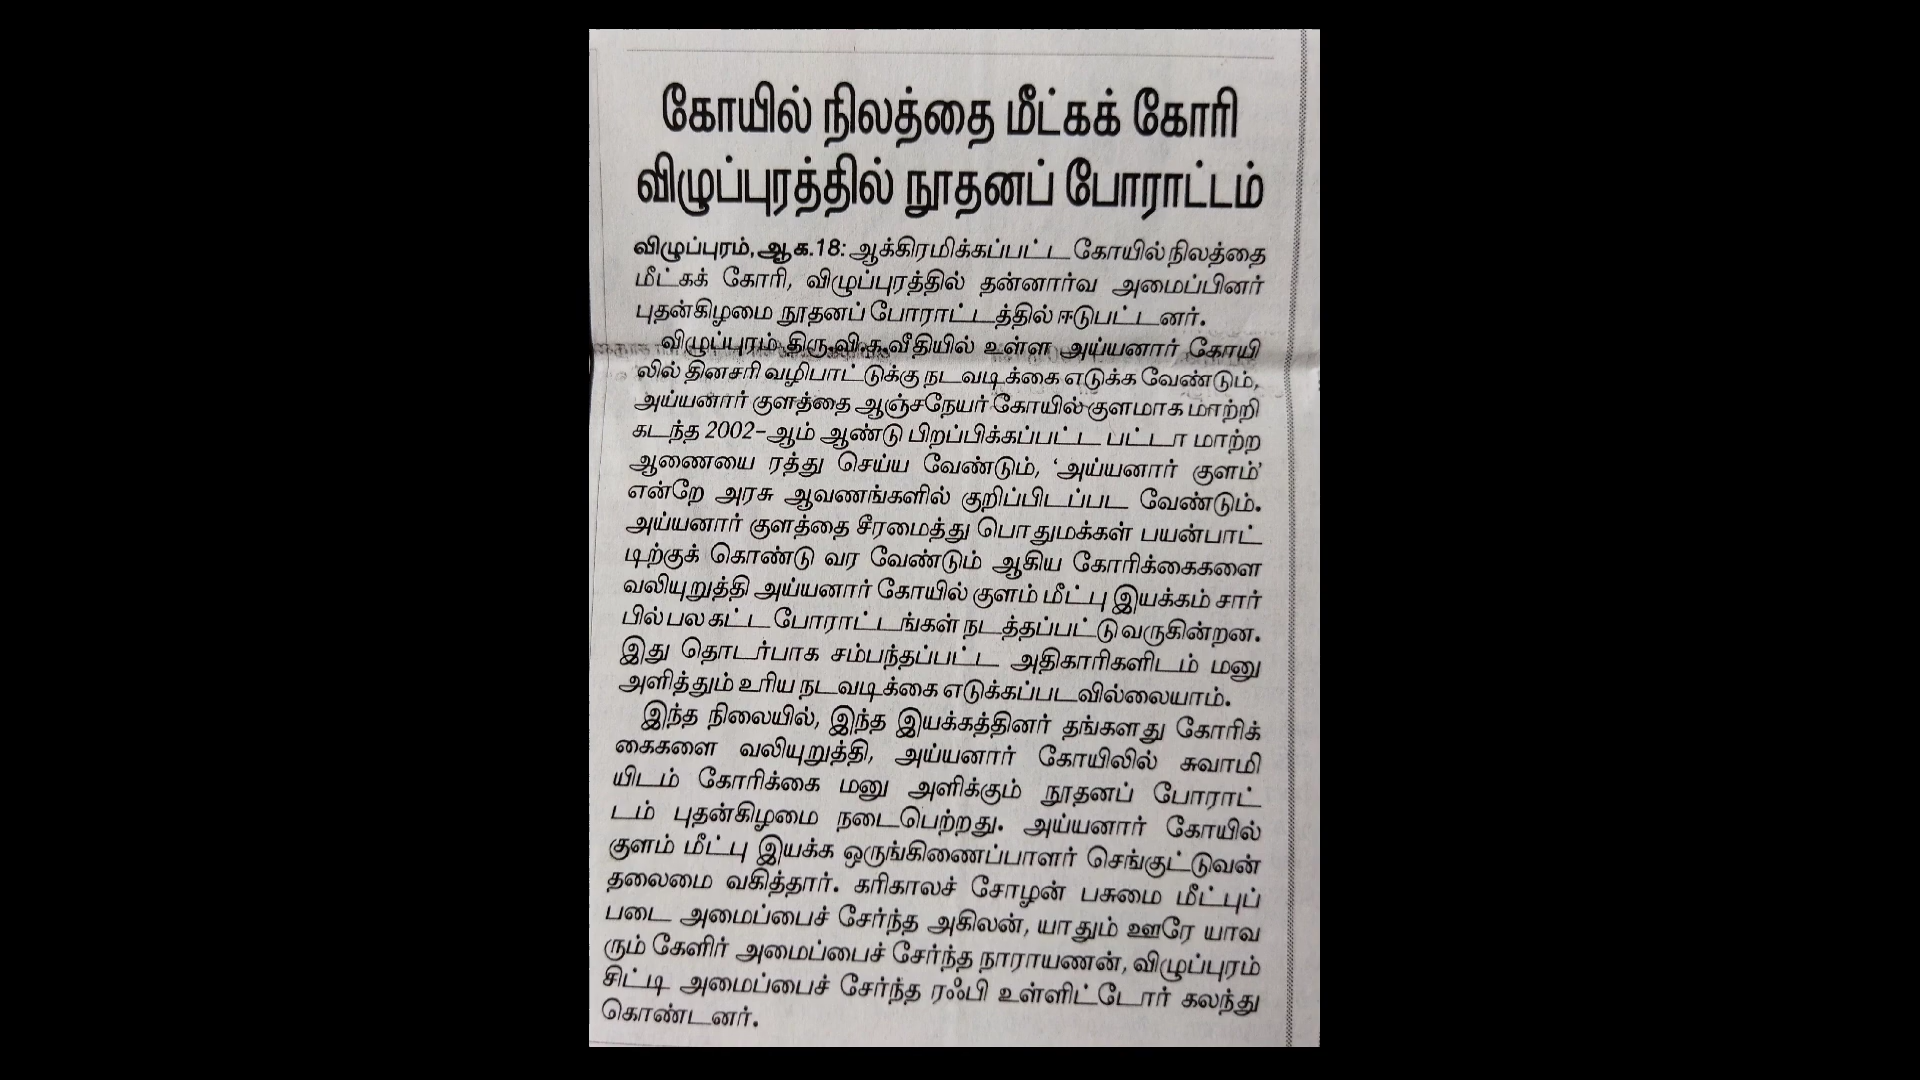 கோயில் நிலத்தை மீட்கக் கோரி
விழுப்புரத்தில் நூதனப் போராட்டம்
விழுப்புரம், ஆக.18: ஆக்கிரமிக்கப்பட்ட கோயில் நிலத்தை
மீட்கக் கோரி, விழுப்புரத்தில் தன்னார்வ அமைப்பினர்
புதன்கிழமை நூதனப் போராட்டத்தில் ஈடுபட்டனர்.
விழுப்புரம் திரு.வி.க.வீதியில் உள்ள அய்யனார் கோயி
லில் தினசரி வழிபாட்டுக்கு நடவடிக்கை எடுக்க வேண்டும்,
அய்யனார் குளத்தை ஆஞ்சநேயர் கோயில் குளமாக மாற்றி
கடந்த 2002-ஆம் ஆண்டு பிறப்பிக்கப்பட்ட பட்டா மாற்ற
ஆணையை ரத்து செய்ய வேண்டும், ‘அய்யனார் குளம்’
என்றே அரசு ஆவணங்களில் குறிப்பிடப்பட வேண்டும்.
அய்யனார் குளத்தை சீரமைத்து பொதுமக்கள் பயன்பாட்
டிற்குக் கொண்டு வர வேண்டும் ஆகிய கோரிக்கைகளை
வலியுறுத்தி அய்யனார் கோயில் குளம் மீட்பு இயக்கம் சார்
பில் பல கட்ட போராட்டங்கள் நடத்தப்பட்டு வருகின்றன.
இது தொடர்பாக சம்பந்தப்பட்ட அதிகாரிகளிடம் மனு
அளித்தும் உரிய நடவடிக்கை எடுக்கப்படவில்லையாம்.
இந்த நிலையில், இந்த இயக்கத்தினர் தங்களது கோரிக்
கைகளை வலியுறுத்தி, அய்யனார் கோயிலில் சுவாமி
யிடம் கோரிக்கை மனு அளிக்கும் நூதனப் போராட்
டம் புதன்கிழமை நடைபெற்றது. அய்யனார் கோயில்
குளம் மீட்பு இயக்க ஒருங்கிணைப்பாளர் செங்குட்டுவன்
தலைமை வகித்தார். கரிகாலச் சோழன் பசுமை மீட்புப்
படை அமைப்பைச் சேர்ந்த அகிலன், யாதும் ஊரே யாவ
ரும் கேளிர் அமைப்பைச் சேர்ந்த நாராயணன், விழுப்புரம்
சிட்டி அமைப்பைச் சேர்ந்த ரஃபி உள்ளிட்டோர் கலந்து
கொண்டனர்.